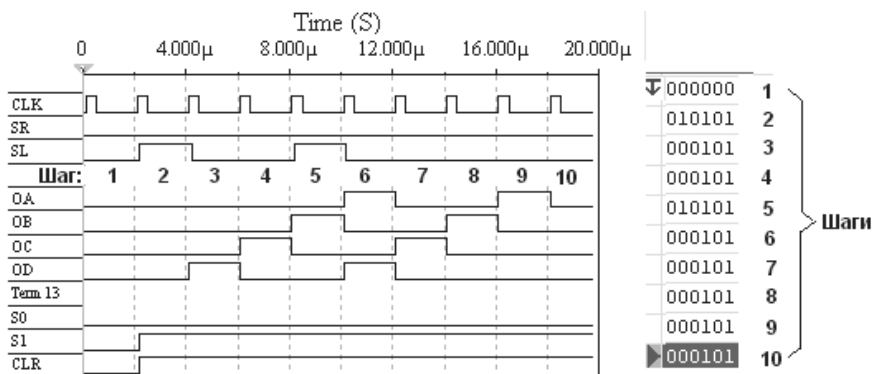 Time (S)
0 4.000µ 8.000µ 12.000µ 16.000µ 20.000µ
CLK
SR
SL
Шаг: 1 2 3 4 5 6 7 8 9 10
OA
OB
OC
OD
Term 13
S0
S1
CLR
000000 1
010101 2
000101 3
000101 4
010101 5
000101 6
000101 7
000101 8
000101 9
000101 10
Шаги